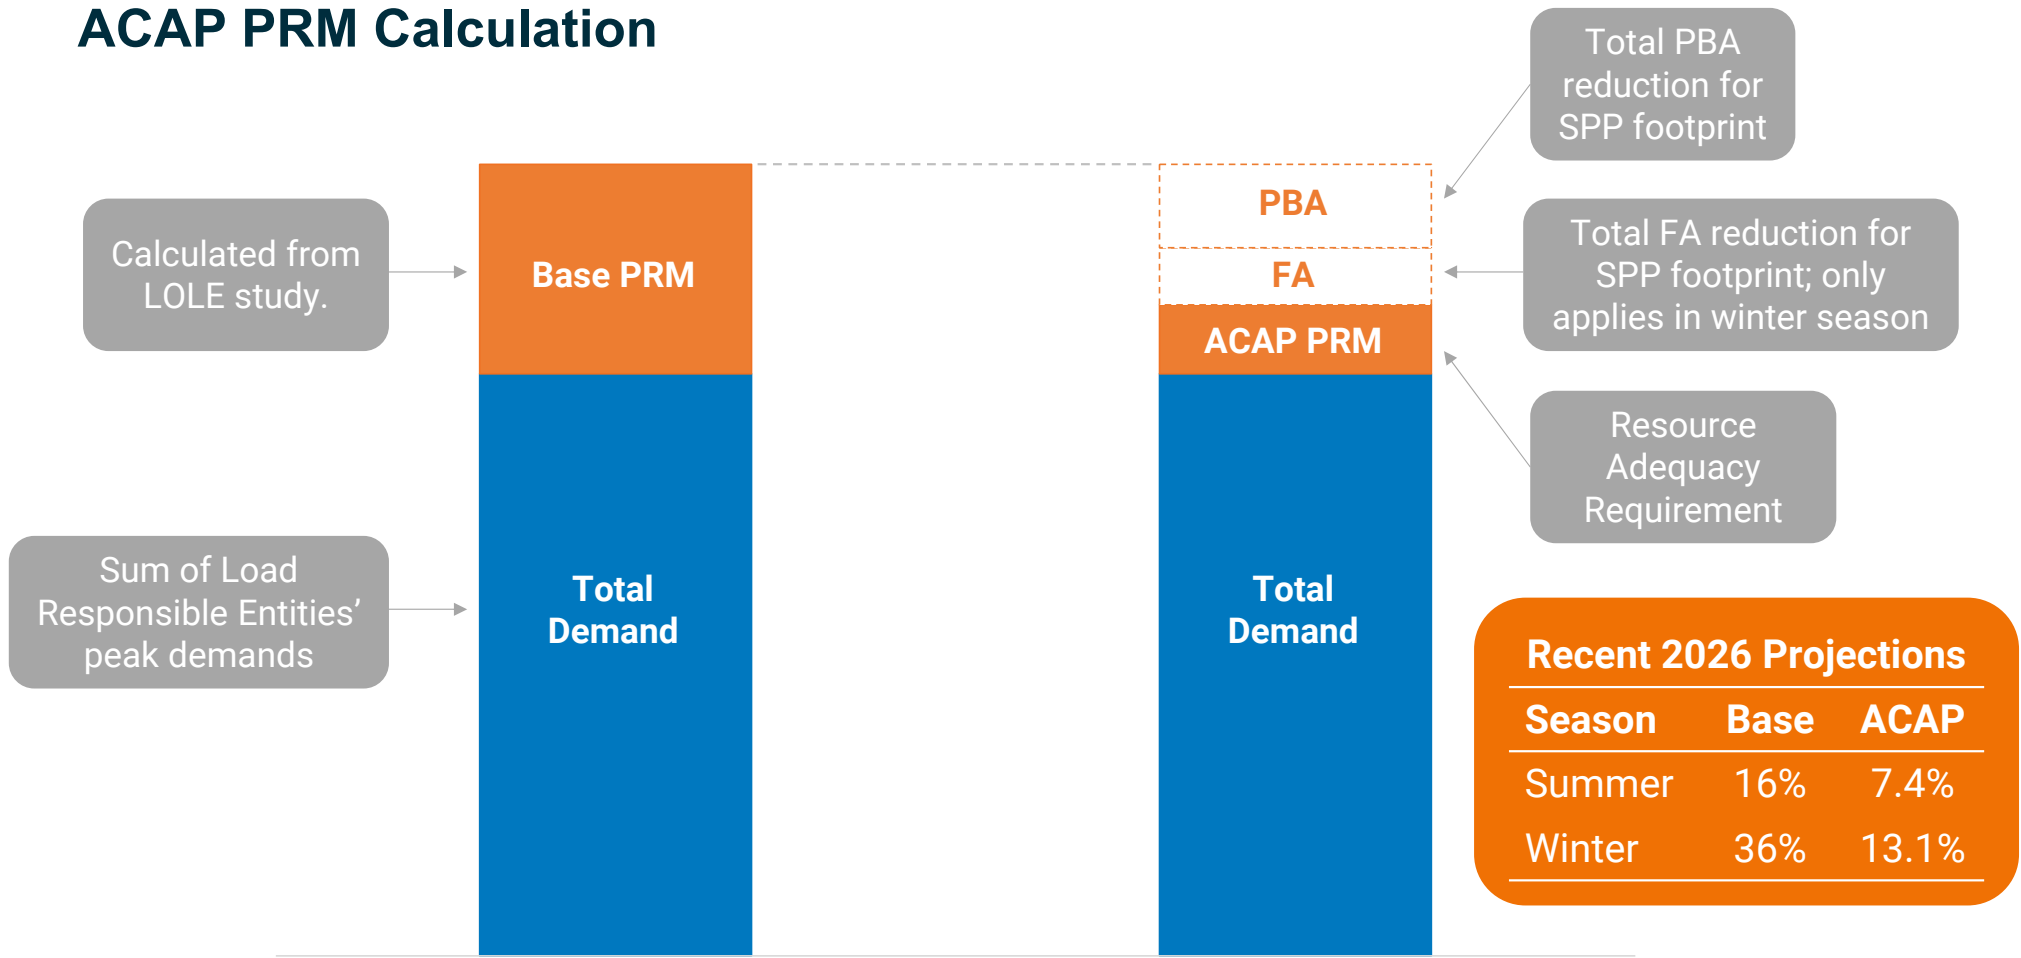 ACAP PRM Calculation
Total PBA
reduction for
SPP footprint
PBA
Calculated from
LOLE study.
Base PRM
FA
Total FA reduction for
SPP footprint; only
applies in winter season
ACAP PRM
Resource
Adequacy
Requirement
Sum of Load
Responsible Entities’
peak demands
Total
Demand
Total
Demand
Recent 2026 Projections
Season Base ACAP
Summer 16% 7.4%
Winter 36% 13.1%